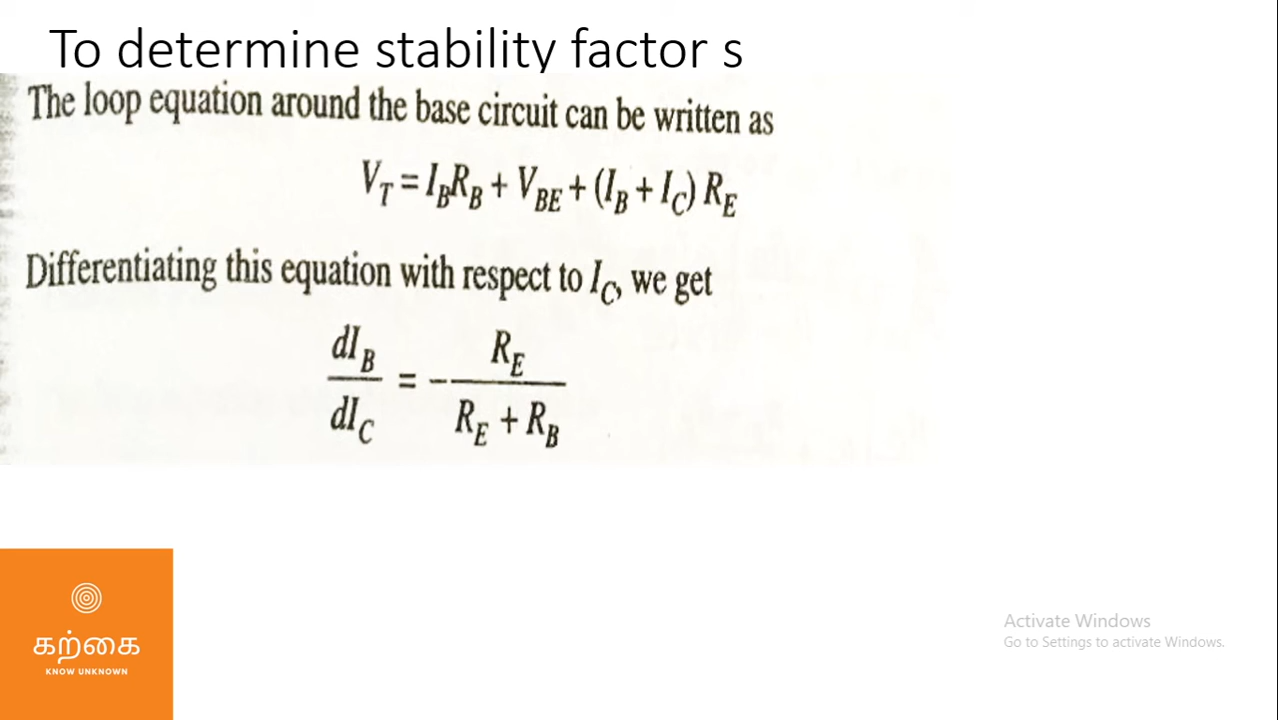 To determine stability factor s
The loop equation around the base circuit can be written as
V_T = I_B R_B + V_BE + (I_B + I_C) R_E
Differentiating this equation with respect to I_C, we get
dI_B / dI_C = - R_E / (R_E + R_B)
கற்கை
KNOW UNKNOWN
Activate Windows
Go to Settings to activate Windows.